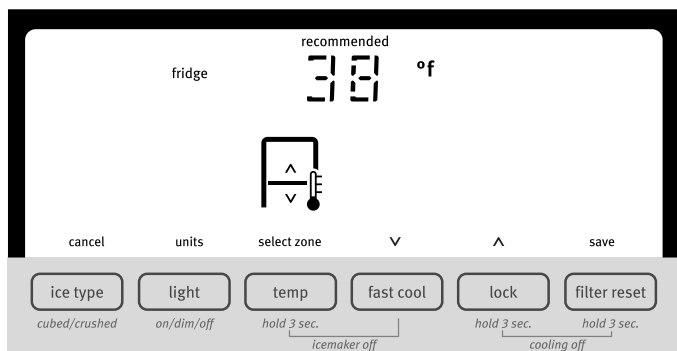 recommended
fridge 38 °f
cancel units select zone ∨ ∧ save
ice type light temp fast cool lock filter reset
cubed/crushed on/dim/off hold 3 sec. hold 3 sec. hold 3 sec.
icemaker off cooling off